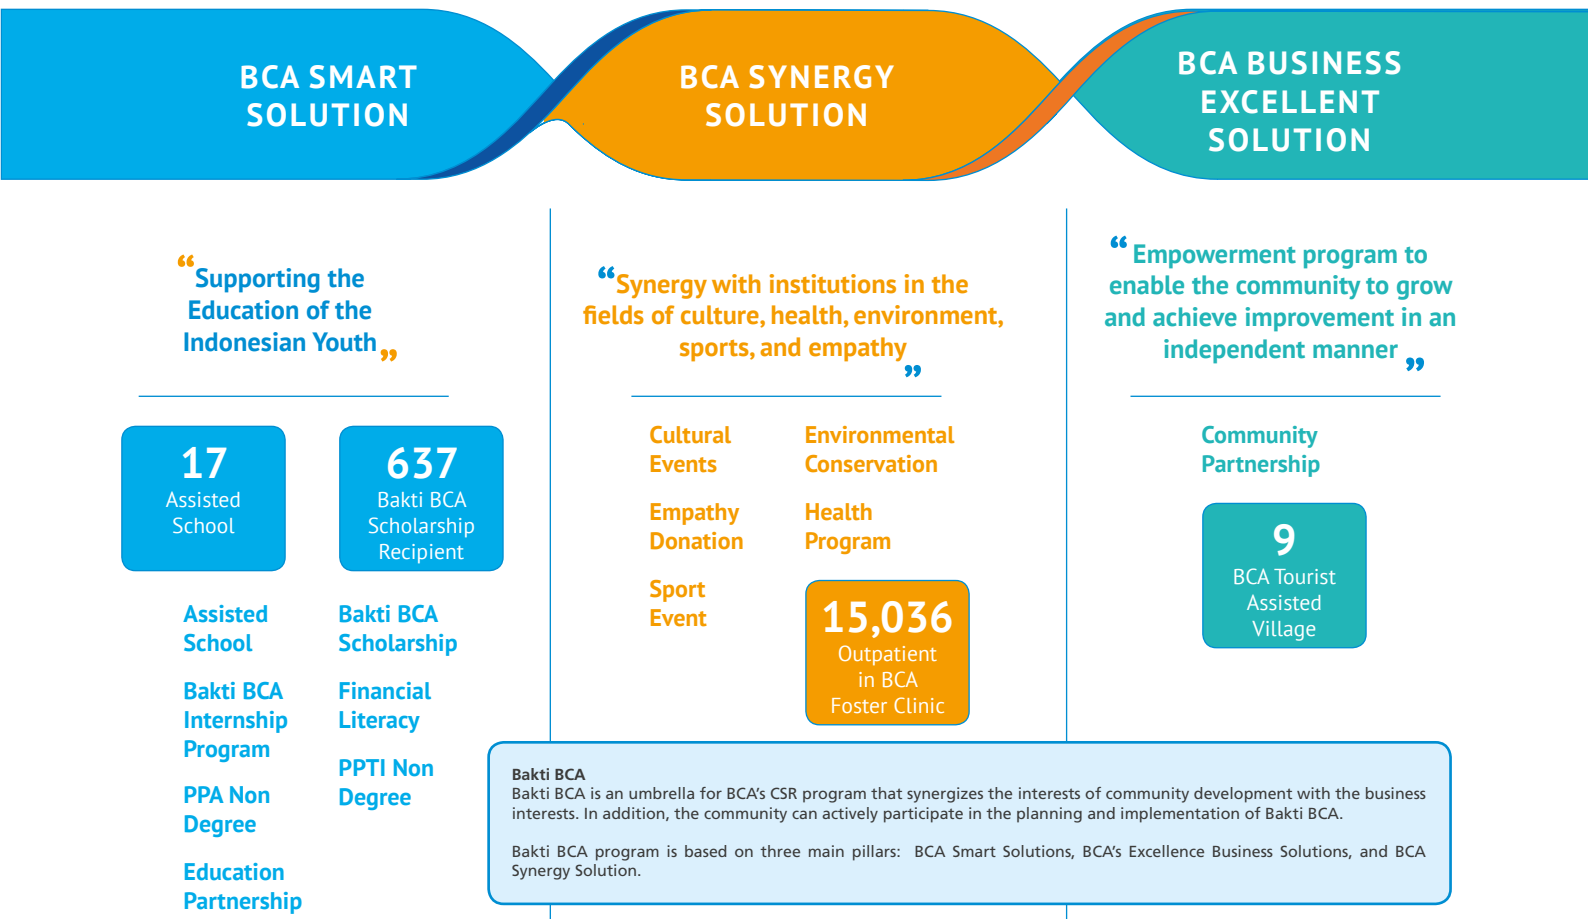 BCA SMART
SOLUTION
BCA SYNERGY
SOLUTION
BCA BUSINESS
EXCELLENT
SOLUTION
“Supporting the
Education of the
Indonesian Youth”
17
Assisted
School
637
Bakti BCA
Scholarship
Recipient
Assisted
School
Bakti BCA
Internship
Program
PPA Non
Degree
Education
Partnership
Bakti BCA
Scholarship
Financial
Literacy
PPTI Non
Degree
“Synergy with institutions in the
fields of culture, health, environment,
sports, and empathy”
Cultural
Events
Empathy
Donation
Sport
Event
Environmental
Conservation
Health
Program
15,036
Outpatient
in BCA
Foster Clinic
“Empowerment program to
enable the community to grow
and achieve improvement in an
independent manner”
Community
Partnership
9
BCA Tourist
Assisted
Village
Bakti BCA
Bakti BCA is an umbrella for BCA’s CSR program that synergizes the interests of community development with the business
interests. In addition, the community can actively participate in the planning and implementation of Bakti BCA.
Bakti BCA program is based on three main pillars: BCA Smart Solutions, BCA’s Excellence Business Solutions, and BCA
Synergy Solution.